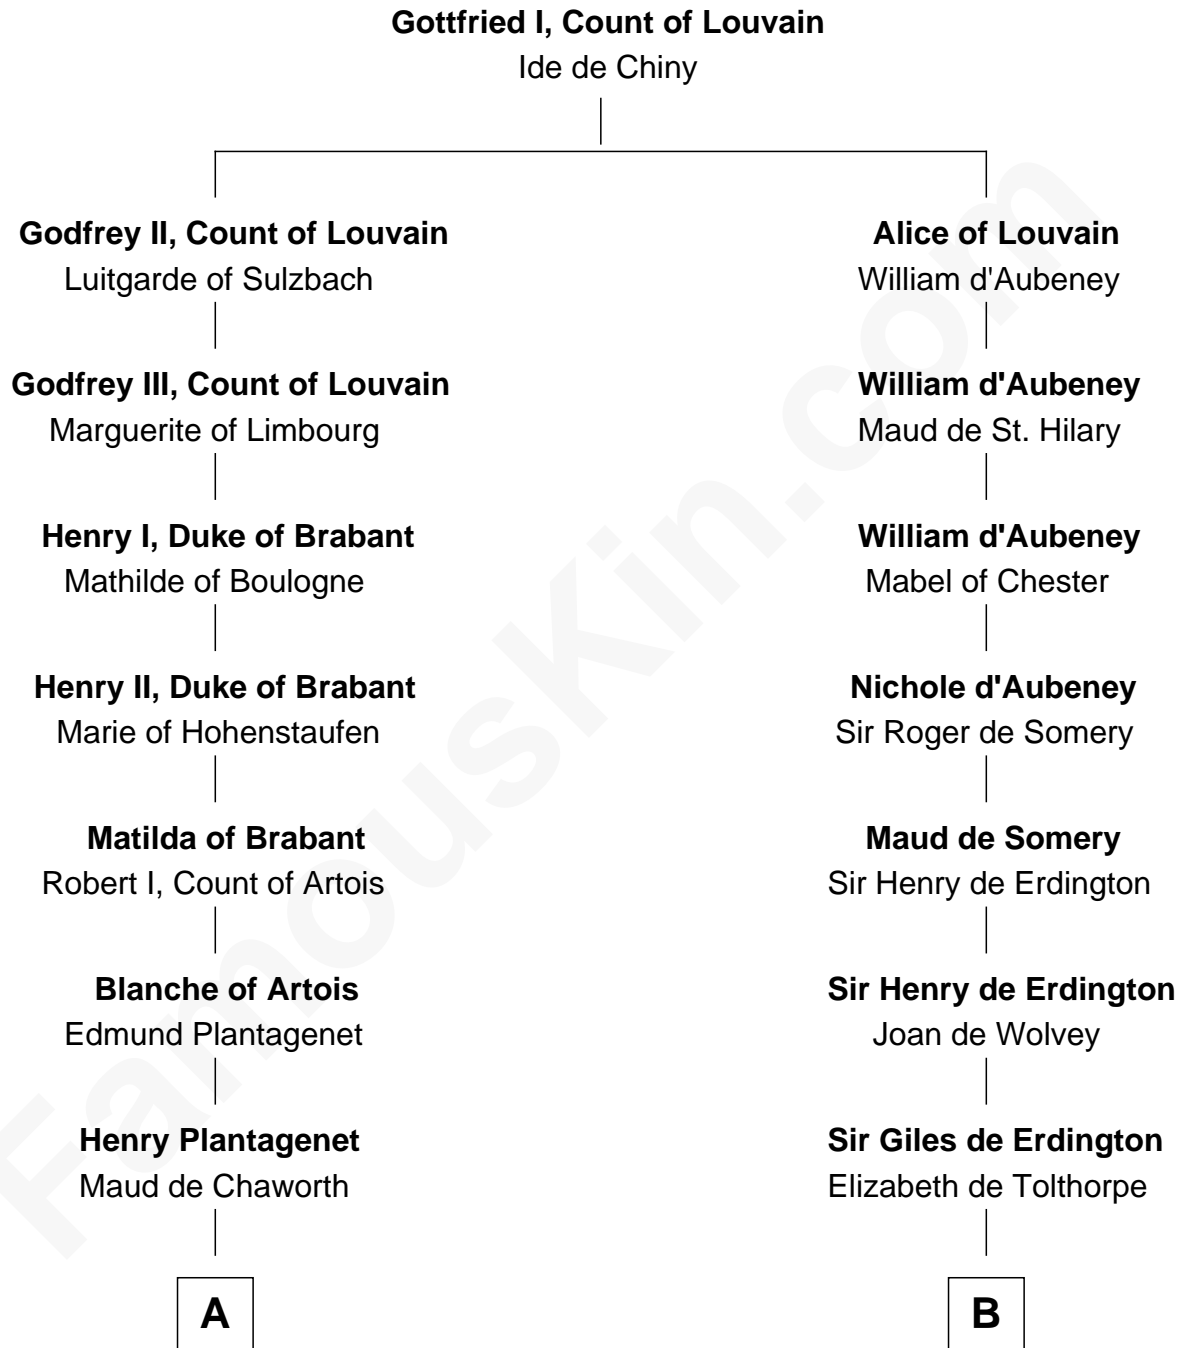 Gottfried I, Count of Louvain
Ide de Chiny
Godfrey II, Count of Louvain
Luitgarde of Sulzbach
Godfrey III, Count of Louvain
Marguerite of Limbourg
Henry I, Duke of Brabant
Mathilde of Boulogne
Henry II, Duke of Brabant
Marie of Hohenstaufen
Matilda of Brabant
Robert I, Count of Artois
Blanche of Artois
Edmund Plantagenet
Henry Plantagenet
Maud de Chaworth
A
Alice of Louvain
William d'Aubeney
William d'Aubeney
Maud de St. Hilary
William d'Aubeney
Mabel of Chester
Nichole d'Aubeney
Sir Roger de Somery
Maud de Somery
Sir Henry de Erdington
Sir Henry de Erdington
Joan de Wolvey
Sir Giles de Erdington
Elizabeth de Tolthorpe
B
FamousKin.com